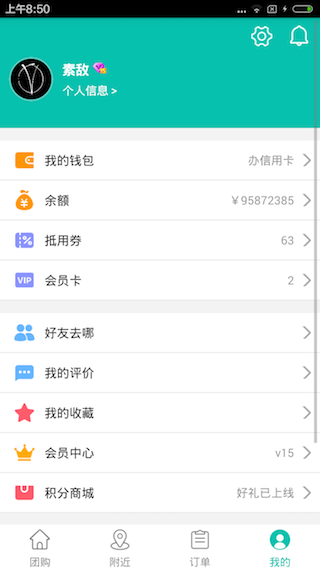 上午8:50
素敌
个人信息 >
我的钱包 办信用卡
余额 ￥95872385
抵用券 63
VIP 会员卡 2
好友去哪
我的评价
我的收藏
会员中心 v15
积分商城 好礼已上线
团购 附近 订单 我的